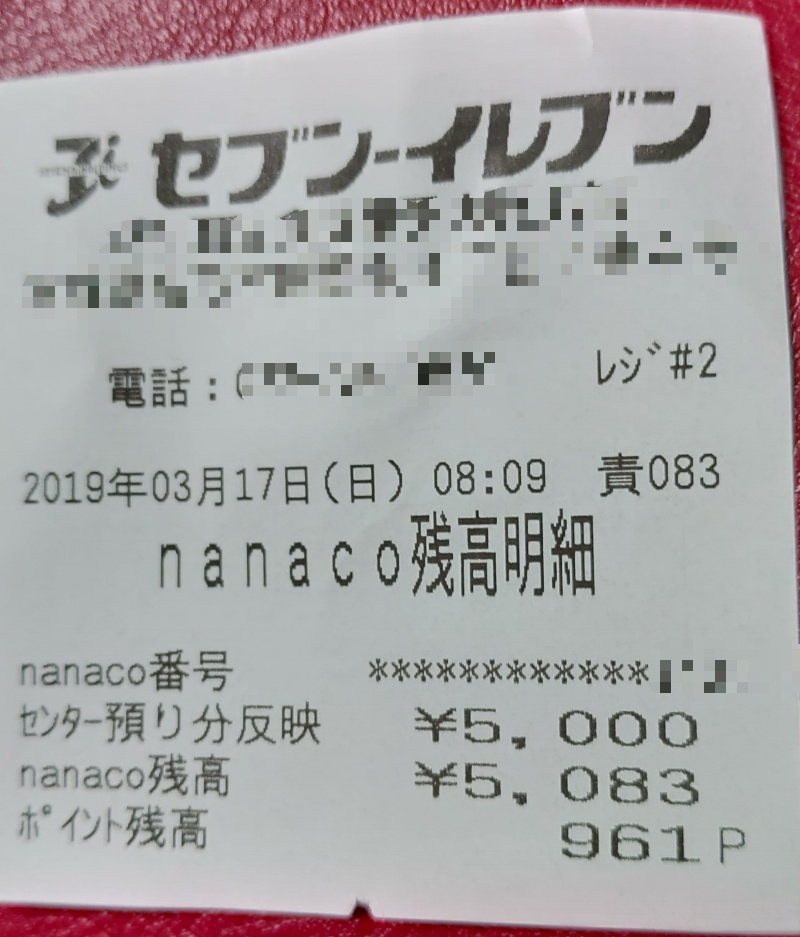 セブン-イレブン
電話:
レジ#2
2019年03月17日(日) 08:09 責083
nanaco残高明細
nanaco番号 ************
センター預り分反映 ¥5,000
nanaco残高 ¥5,083
ポイント残高 961P